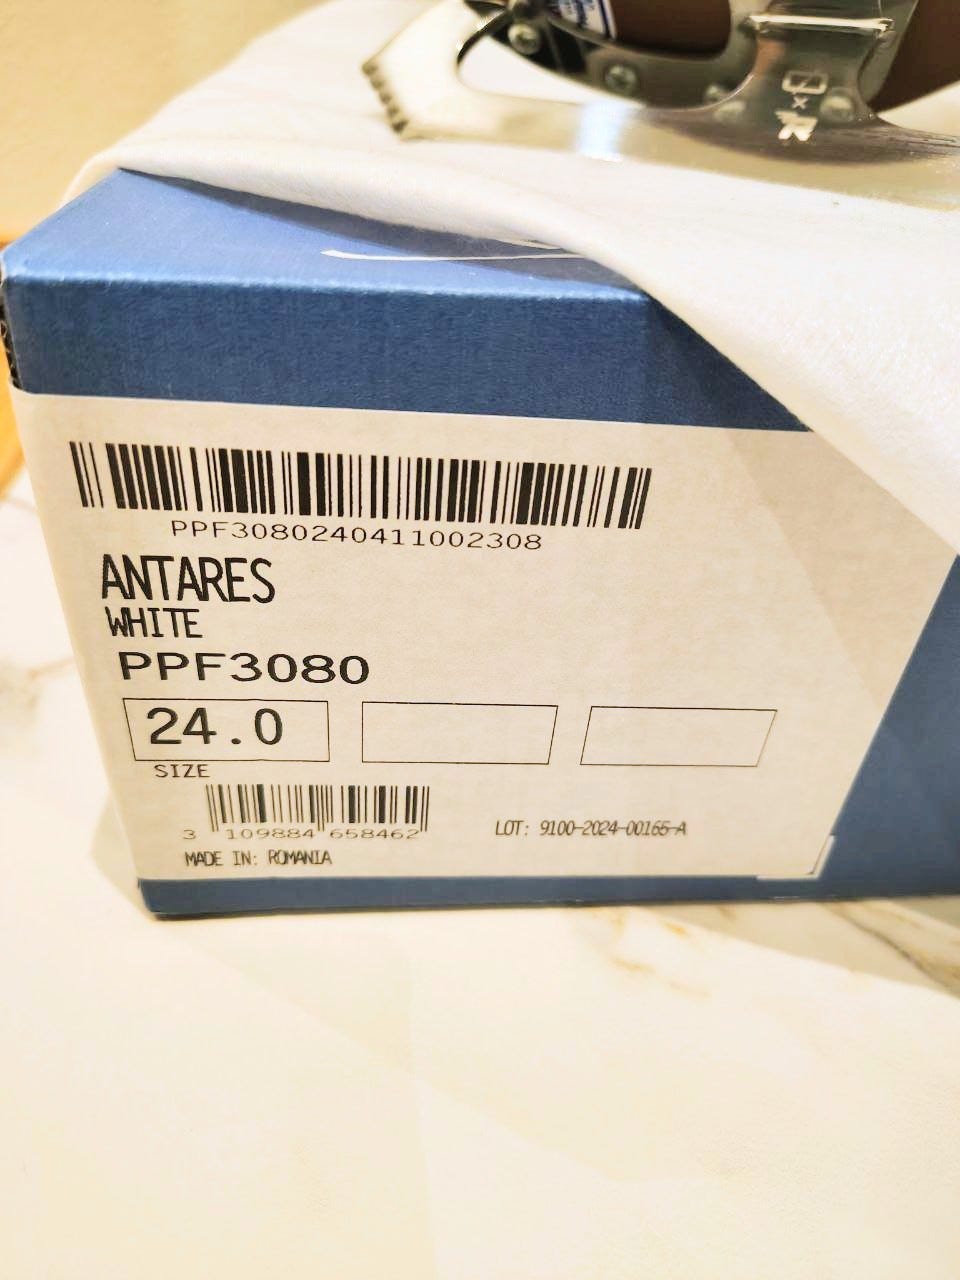 PPF3080240411002308
ANTARES
WHITE
PPF3080
24.0
SIZE
3 109884 658462
LOT: 9100-2024-00165-A
MADE IN: ROMANIA